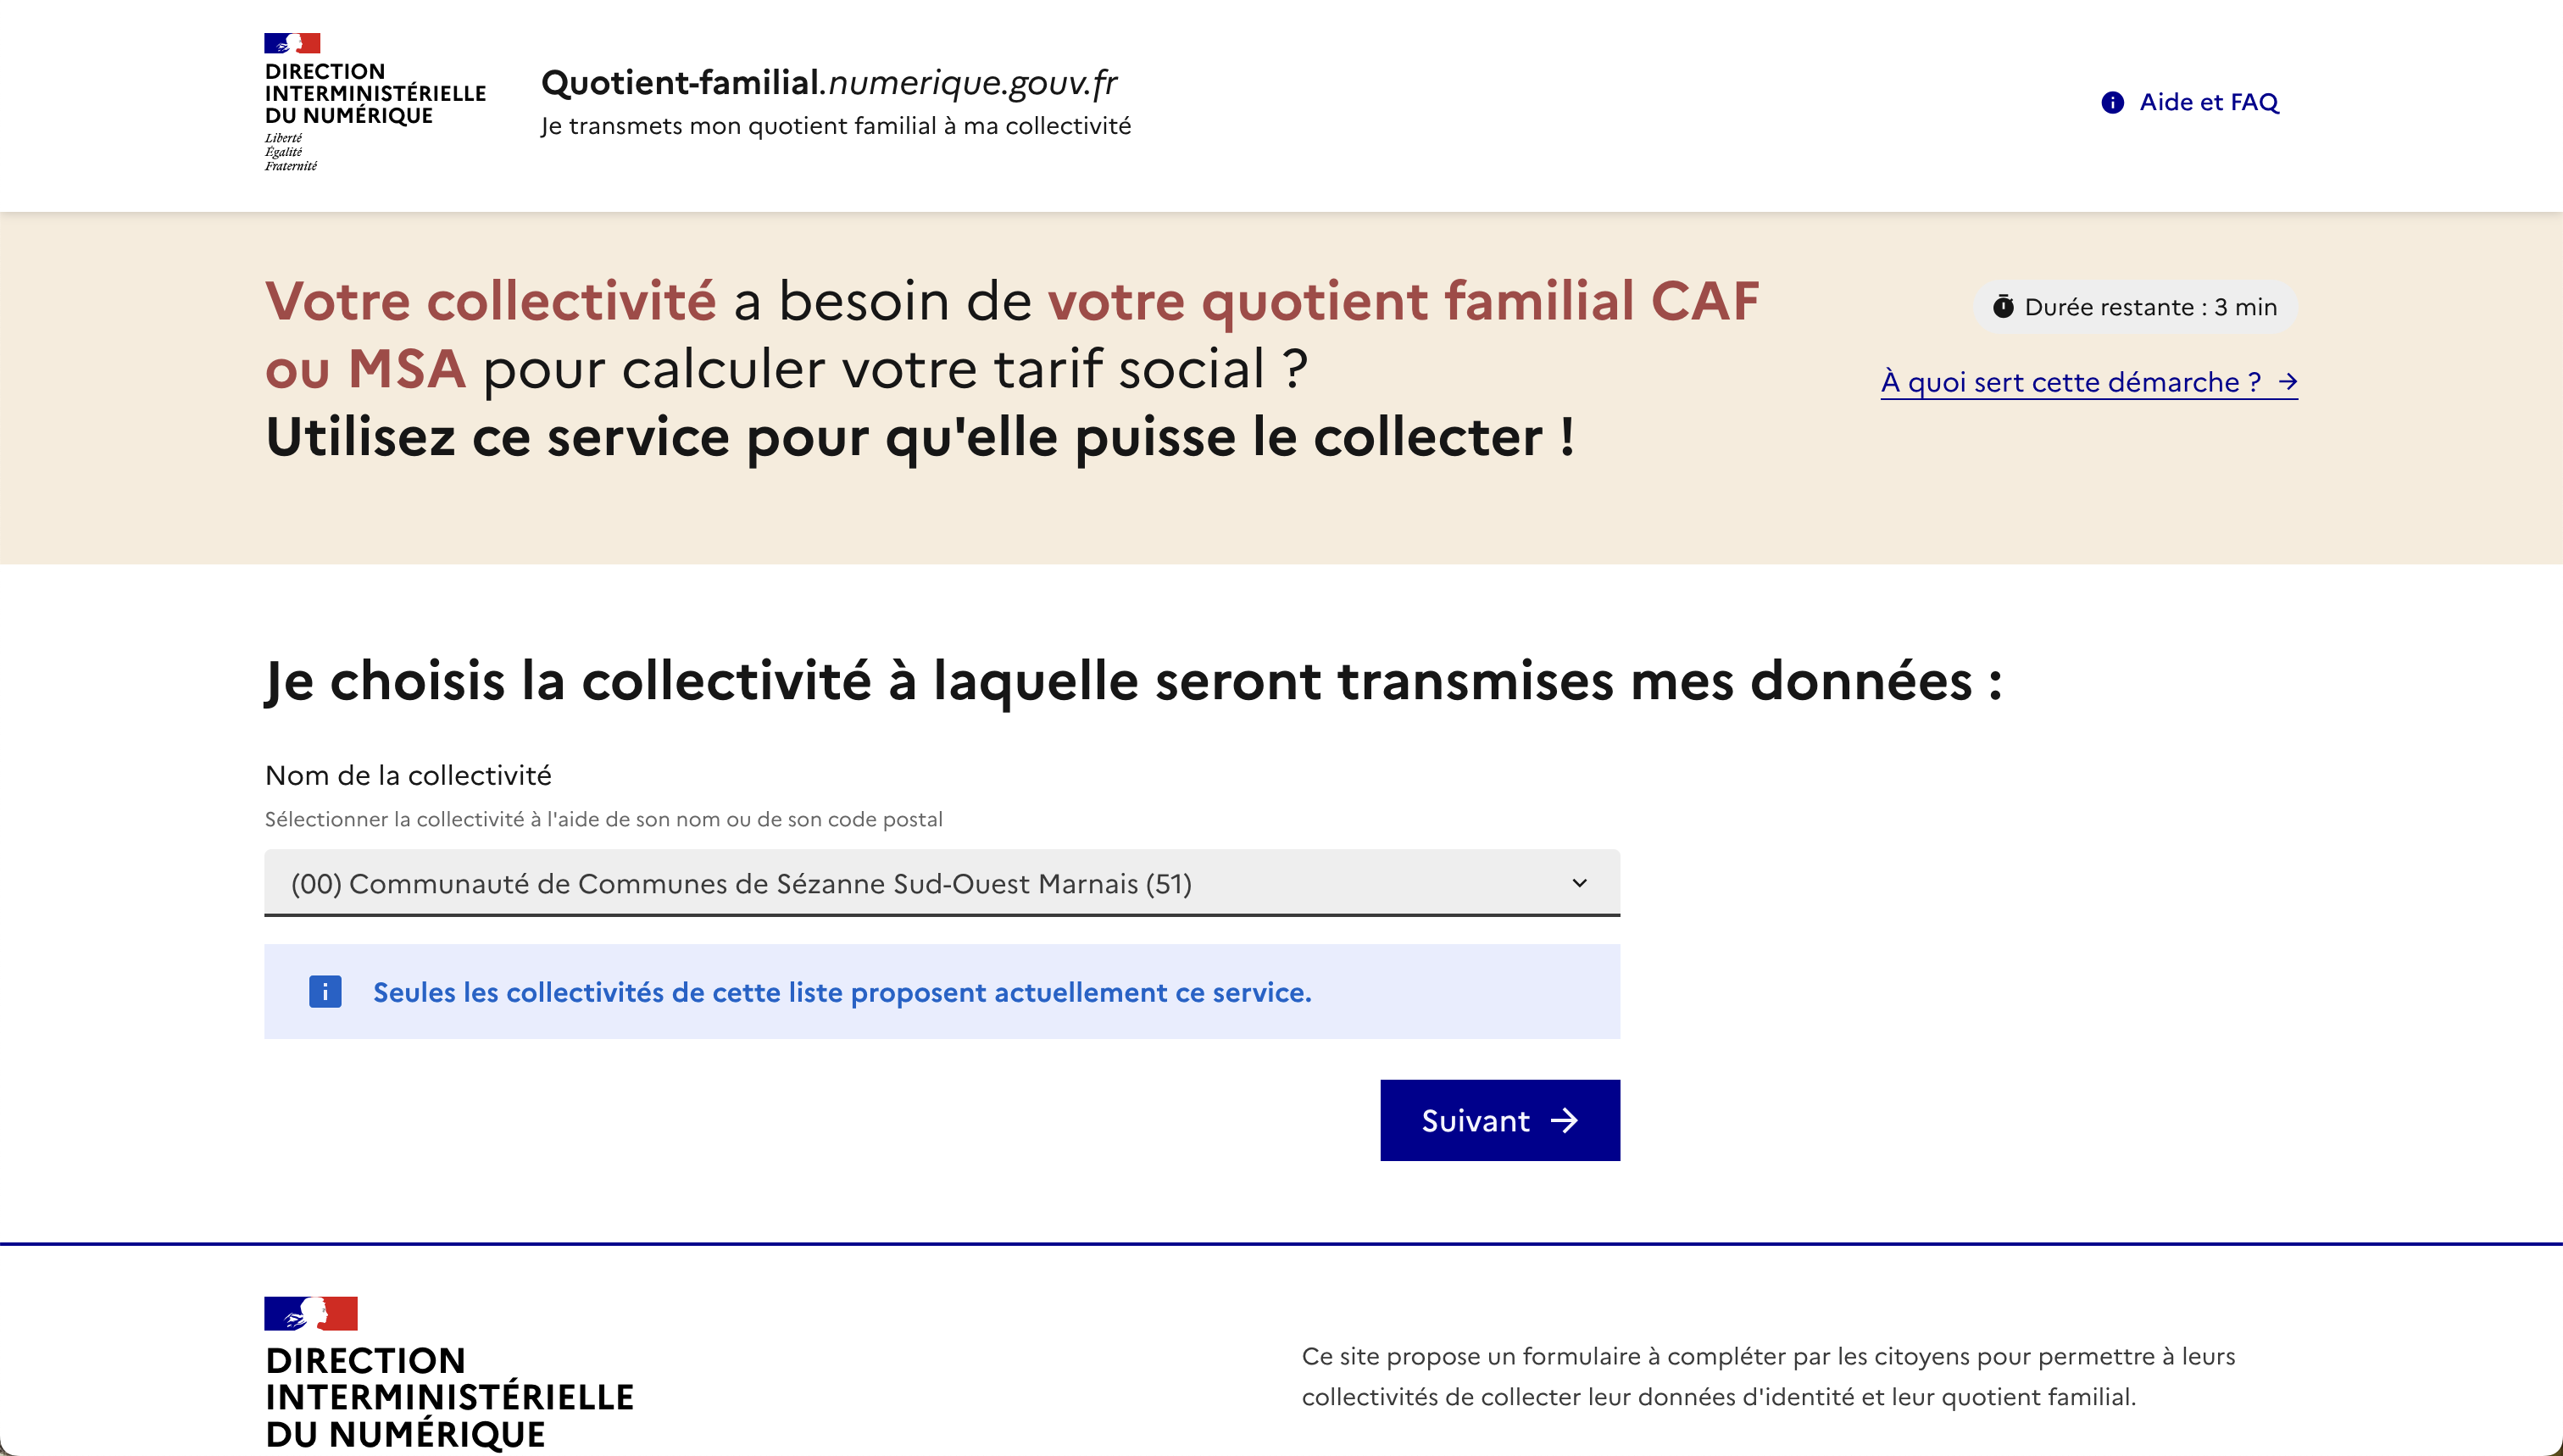 DIRECTION
INTERMINISTÉRIELLE
DU NUMÉRIQUE
Liberté
Égalité
Fraternité
Quotient-familial.numerique.gouv.fr
Je transmets mon quotient familial à ma collectivité
Aide et FAQ
Votre collectivité a besoin de votre quotient familial CAF
ou MSA pour calculer votre tarif social ?
Utilisez ce service pour qu'elle puisse le collecter !
Durée restante : 3 min
À quoi sert cette démarche ?
Je choisis la collectivité à laquelle seront transmises mes données :
Nom de la collectivité
Sélectionner la collectivité à l'aide de son nom ou de son code postal
(00) Communauté de Communes de Sézanne Sud-Ouest Marnais (51)
Seules les collectivités de cette liste proposent actuellement ce service.
Suivant
DIRECTION
INTERMINISTÉRIELLE
DU NUMÉRIQUE
Ce site propose un formulaire à compléter par les citoyens pour permettre à leurs
collectivités de collecter leur données d'identité et leur quotient familial.